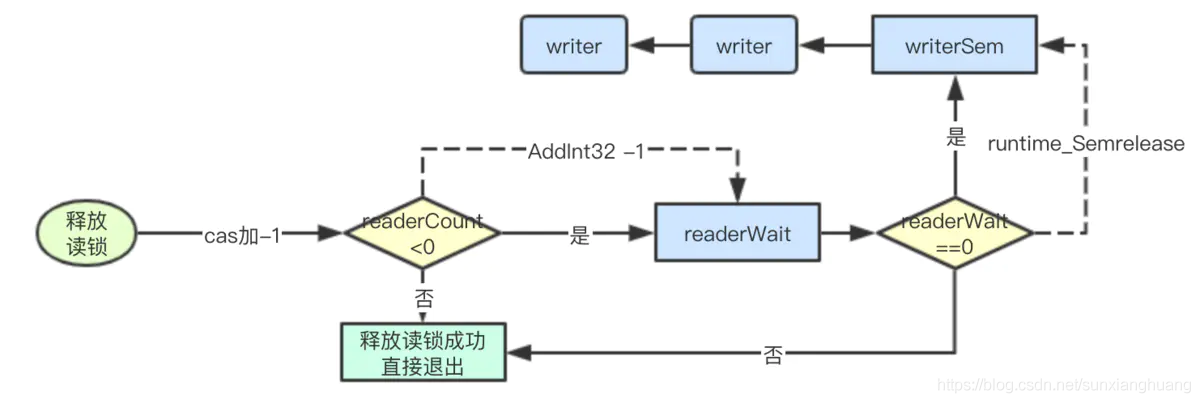 writer
writer
writerSem
是
runtime_Semrelease
AddInt32 -1
释放
读锁
cas加-1
readerCount
<0
是
readerWait
readerWait
==0
否
释放读锁成功
直接退出
否
https://blog.csdn.net/sunxianghuang